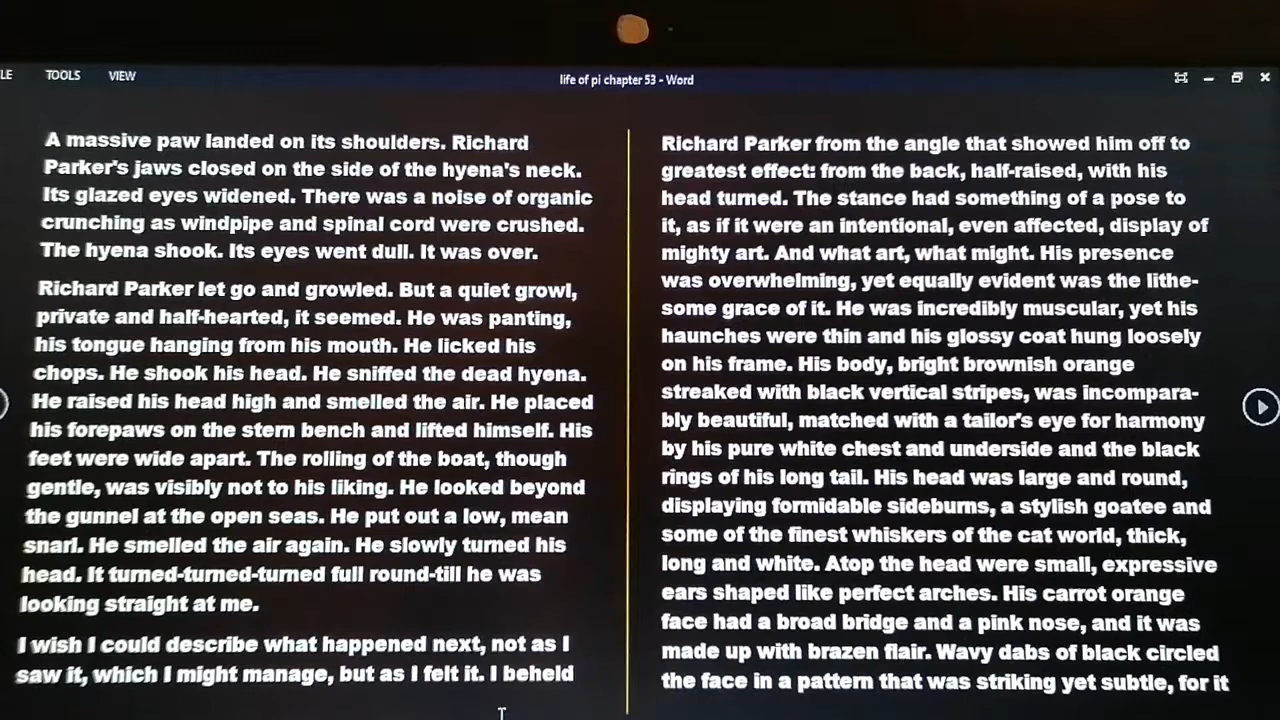 LE TOOLS VIEW life of pi chapter 53 - Word
A massive paw landed on its shoulders. Richard
Parker's jaws closed on the side of the hyena's neck.
Its glazed eyes widened. There was a noise of organic
crunching as windpipe and spinal cord were crushed.
The hyena shook. Its eyes went dull. It was over.
Richard Parker let go and growled. But a quiet growl,
private and half-hearted, it seemed. He was panting,
his tongue hanging from his mouth. He licked his
chops. He shook his head. He sniffed the dead hyena.
He raised his head high and smelled the air. He placed
his forepaws on the stern bench and lifted himself. His
feet were wide apart. The rolling of the boat, though
gentle, was visibly not to his liking. He looked beyond
the gunnel at the open seas. He put out a low, mean
snarl. He smelled the air again. He slowly turned his
head. It turned-turned-turned full round-till he was
looking straight at me.
I wish I could describe what happened next, not as I
saw it, which I might manage, but as I felt it. I beheld
Richard Parker from the angle that showed him off to
greatest effect: from the back, half-raised, with his
head turned. The stance had something of a pose to
it, as if it were an intentional, even affected, display of
mighty art. And what art, what might. His presence
was overwhelming, yet equally evident was the lithe-
some grace of it. He was incredibly muscular, yet his
haunches were thin and his glossy coat hung loosely
on his frame. His body, bright brownish orange
streaked with black vertical stripes, was incompara-
bly beautiful, matched with a tailor's eye for harmony
by his pure white chest and underside and the black
rings of his long tail. His head was large and round,
displaying formidable sideburns, a stylish goatee and
some of the finest whiskers of the cat world, thick,
long and white. Atop the head were small, expressive
ears shaped like perfect arches. His carrot orange
face had a broad bridge and a pink nose, and it was
made up with brazen flair. Wavy dabs of black circled
the face in a pattern that was striking yet subtle, for it